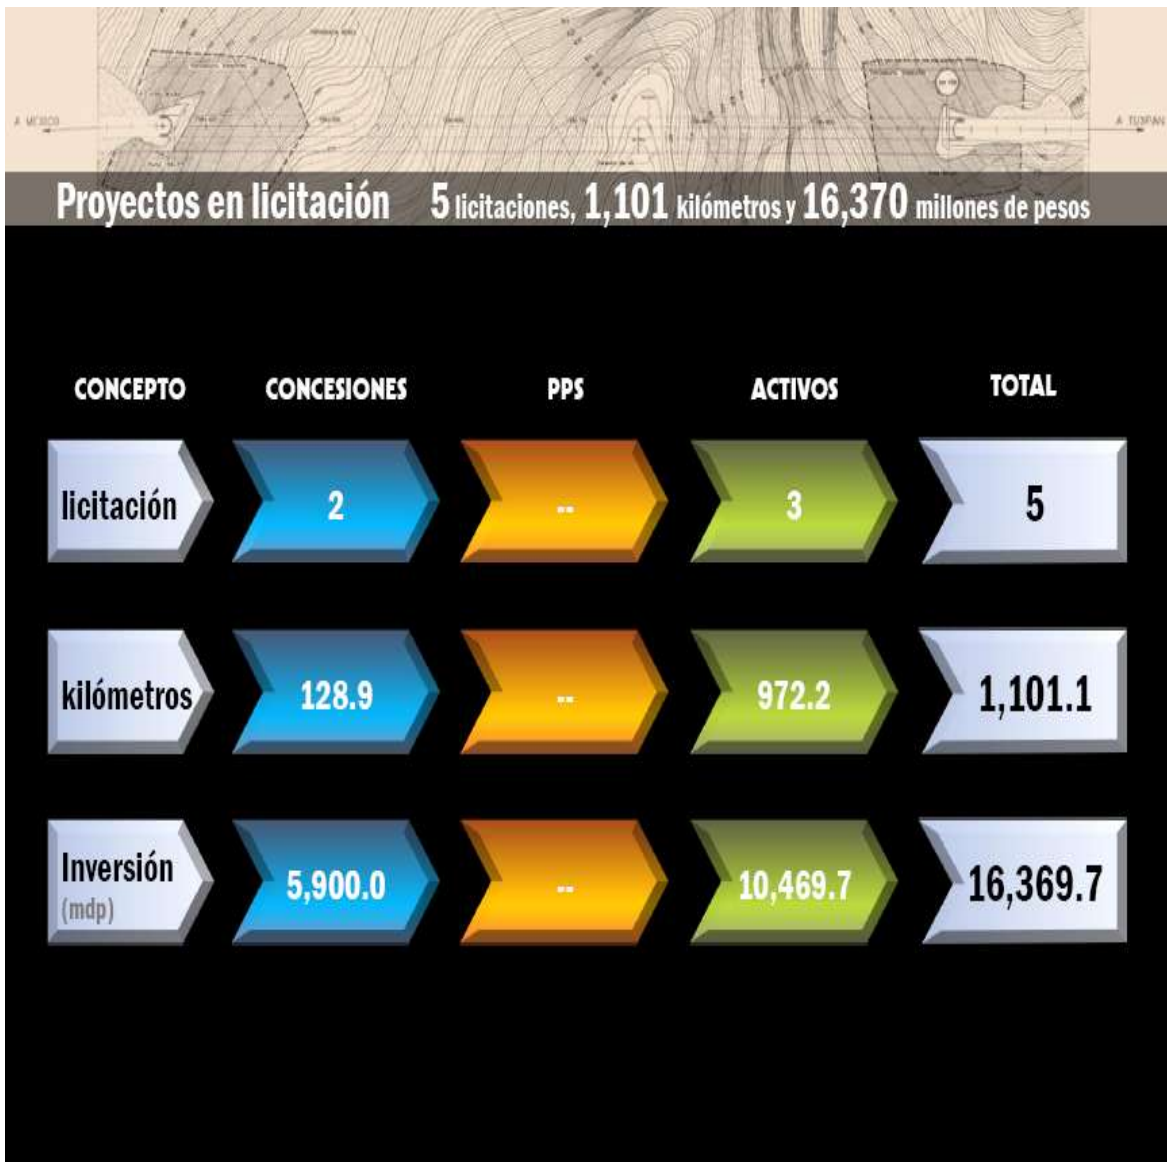 A MEXICO
A TUXPAN
Proyectos en licitación 5 licitaciones, 1,101 kilómetros y 16,370 millones de pesos
CONCEPTO CONCESIONES PPS ACTIVOS TOTAL
licitación 2 -- 3 5
kilómetros 128.9 -- 972.2 1,101.1
Inversión 5,900.0 -- 10,469.7 16,369.7
(mdp)